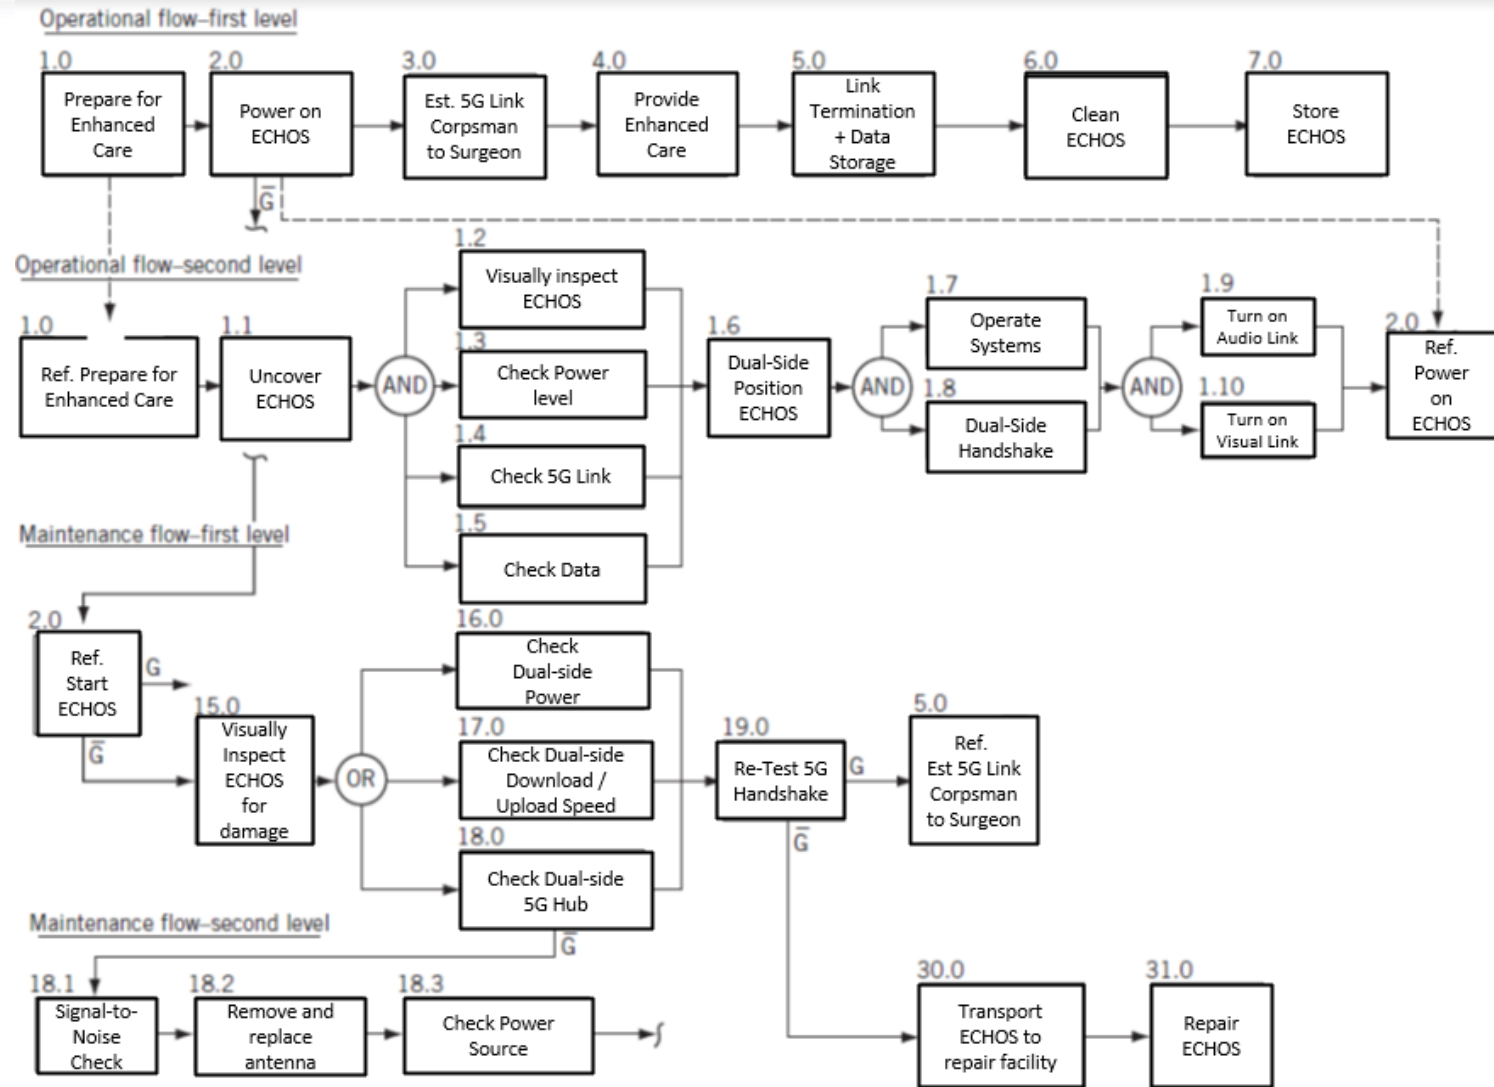 Operational flow–first level
1.0
Prepare for
Enhanced
Care
2.0
Power on
ECHOS
3.0
Est. 5G Link
Corpsman
to Surgeon
4.0
Provide
Enhanced
Care
5.0
Link
Termination
+ Data
Storage
6.0
Clean
ECHOS
7.0
Store
ECHOS
G̅
Operational flow–second level
1.0
Ref. Prepare for
Enhanced Care
1.1
Uncover
ECHOS
AND
1.2
Visually inspect
ECHOS
1.3
Check Power
level
1.4
Check 5G Link
1.5
Check Data
1.6
Dual-Side
Position
ECHOS
AND
1.7
Operate
Systems
1.8
Dual-Side
Handshake
AND
1.9
Turn on
Audio Link
1.10
Turn on
Visual Link
2.0
Ref.
Power
on
ECHOS
Maintenance flow–first level
2.0
Ref.
Start
ECHOS
G
G̅
15.0
Visually
Inspect
ECHOS
for
damage
OR
16.0
Check
Dual-side
Power
17.0
Check Dual-side
Download /
Upload Speed
18.0
Check Dual-side
5G Hub
G̅
19.0
Re-Test 5G
Handshake
G
G̅
5.0
Ref.
Est 5G Link
Corpsman
to Surgeon
Maintenance flow–second level
18.1
Signal-to-
Noise
Check
18.2
Remove and
replace
antenna
18.3
Check Power
Source
30.0
Transport
ECHOS to
repair facility
31.0
Repair
ECHOS